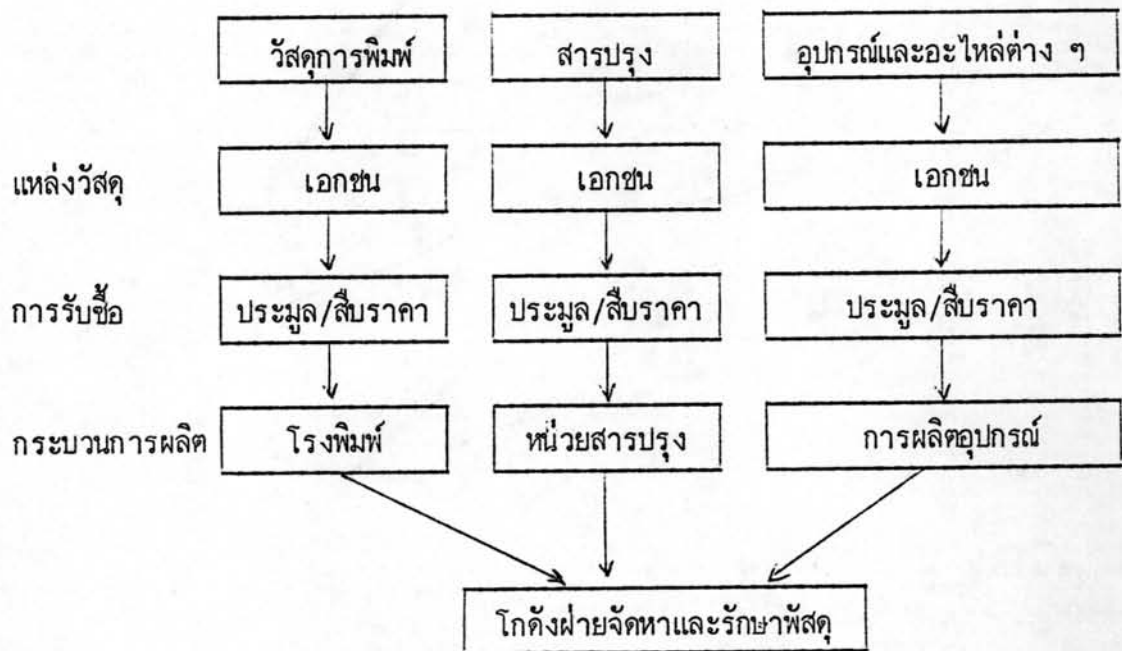 วัสดุการพิมพ์ สารปรุง อุปกรณ์และอะไหล่ต่าง ๆ
แหล่งวัสดุ เอกชน เอกชน เอกชน
การรับซื้อ ประมูล/สืบราคา ประมูล/สืบราคา ประมูล/สืบราคา
กระบวนการผลิต โรงพิมพ์ หน่วยสารปรุง การผลิตอุปกรณ์
โกดังฝ่ายจัดหาและรักษาพัสดุ